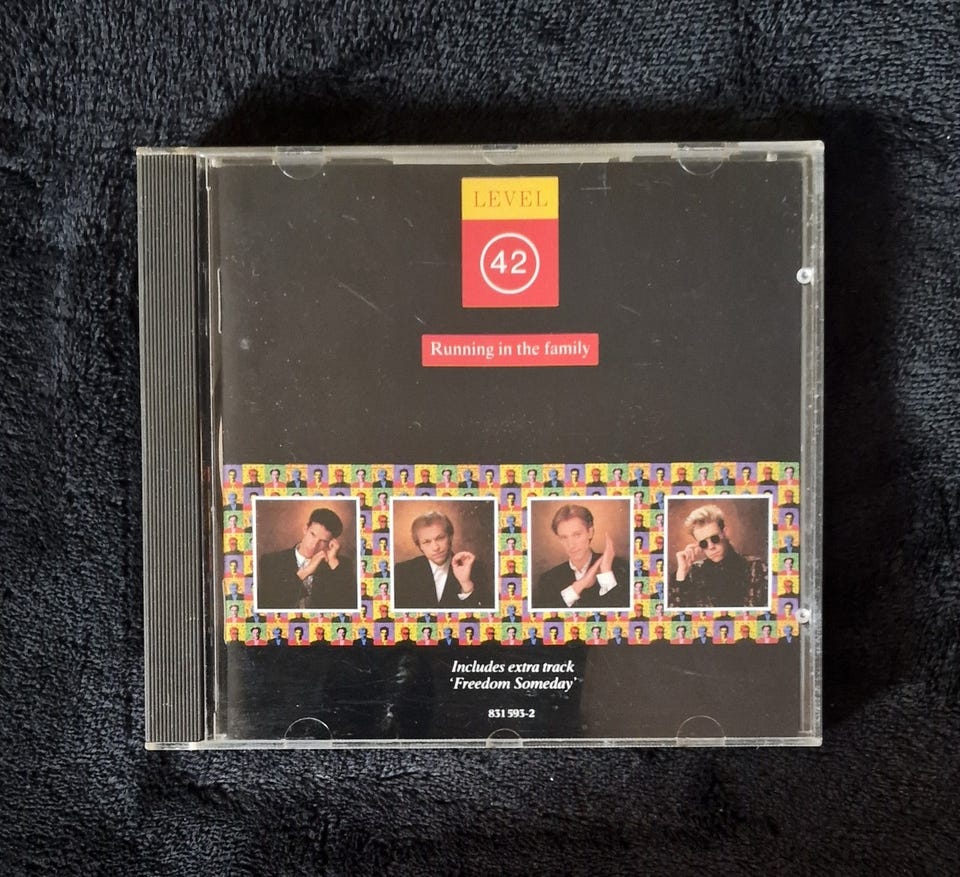 LEVEL
42
Running in the family
Includes extra track
‘Freedom Someday’
831 593-2